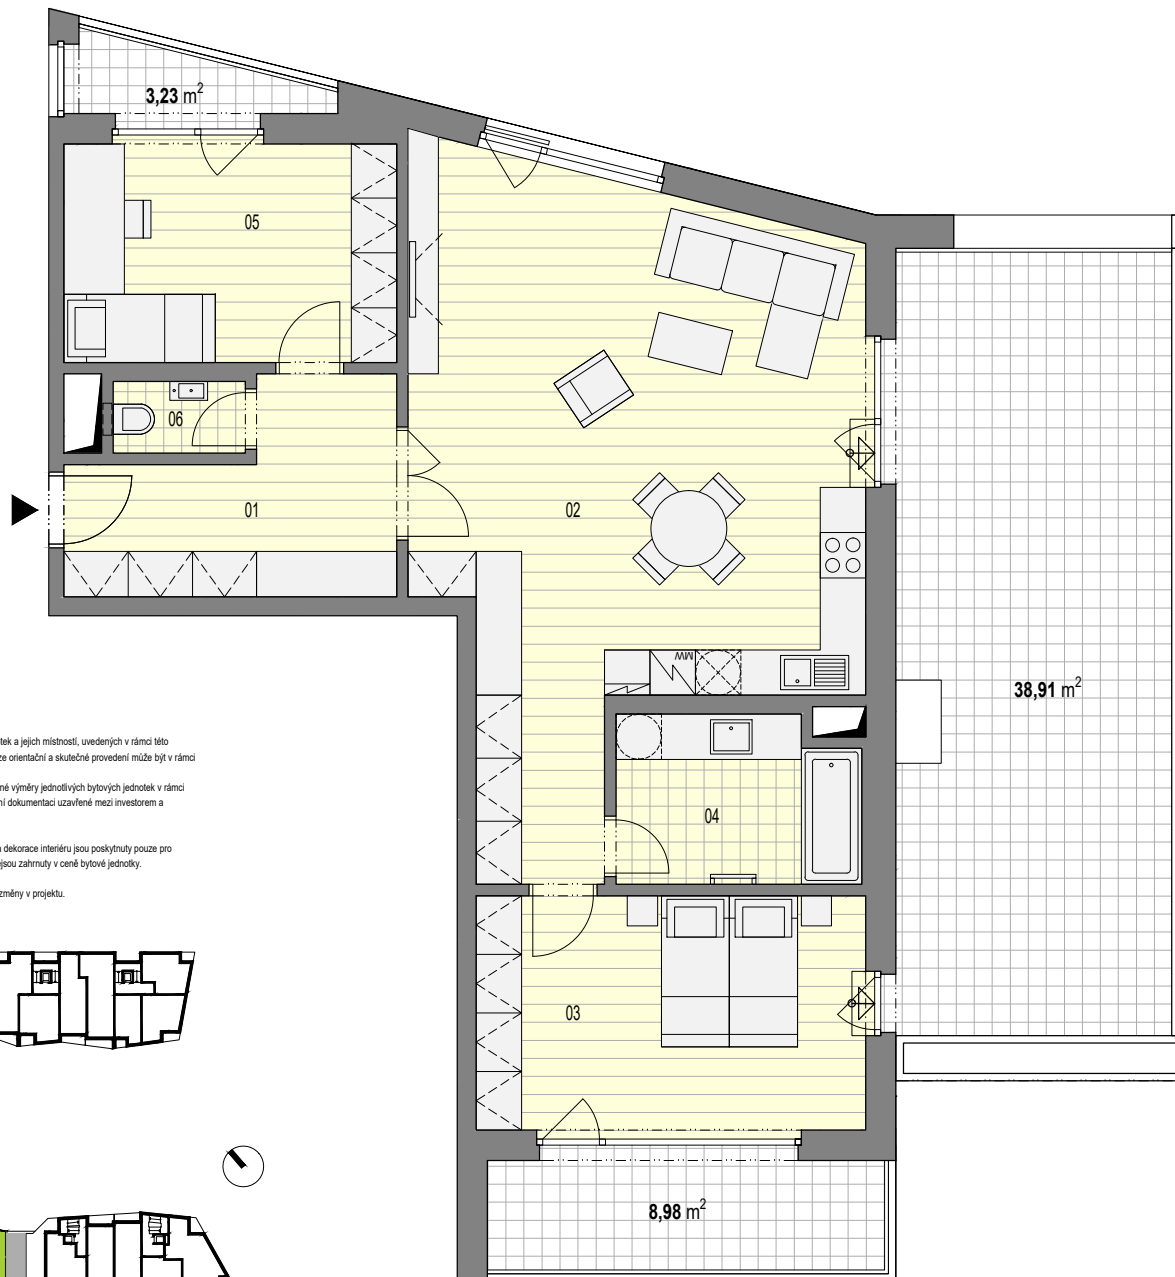 3,23 m²
05
06
01
02
MW
38,91 m²
tek a jejich místností, uvedených v rámci této
ze orientační a skutečné provedení může být v rámci
né výměry jednotlivých bytových jednotek v rámci
ní dokumentaci uzavřené mezi investorem a
a dekorace interiéru jsou poskytnuty pouze pro
ejsou zahrnuty v ceně bytové jednotky.
změny v projektu.
04
03
8,98 m²